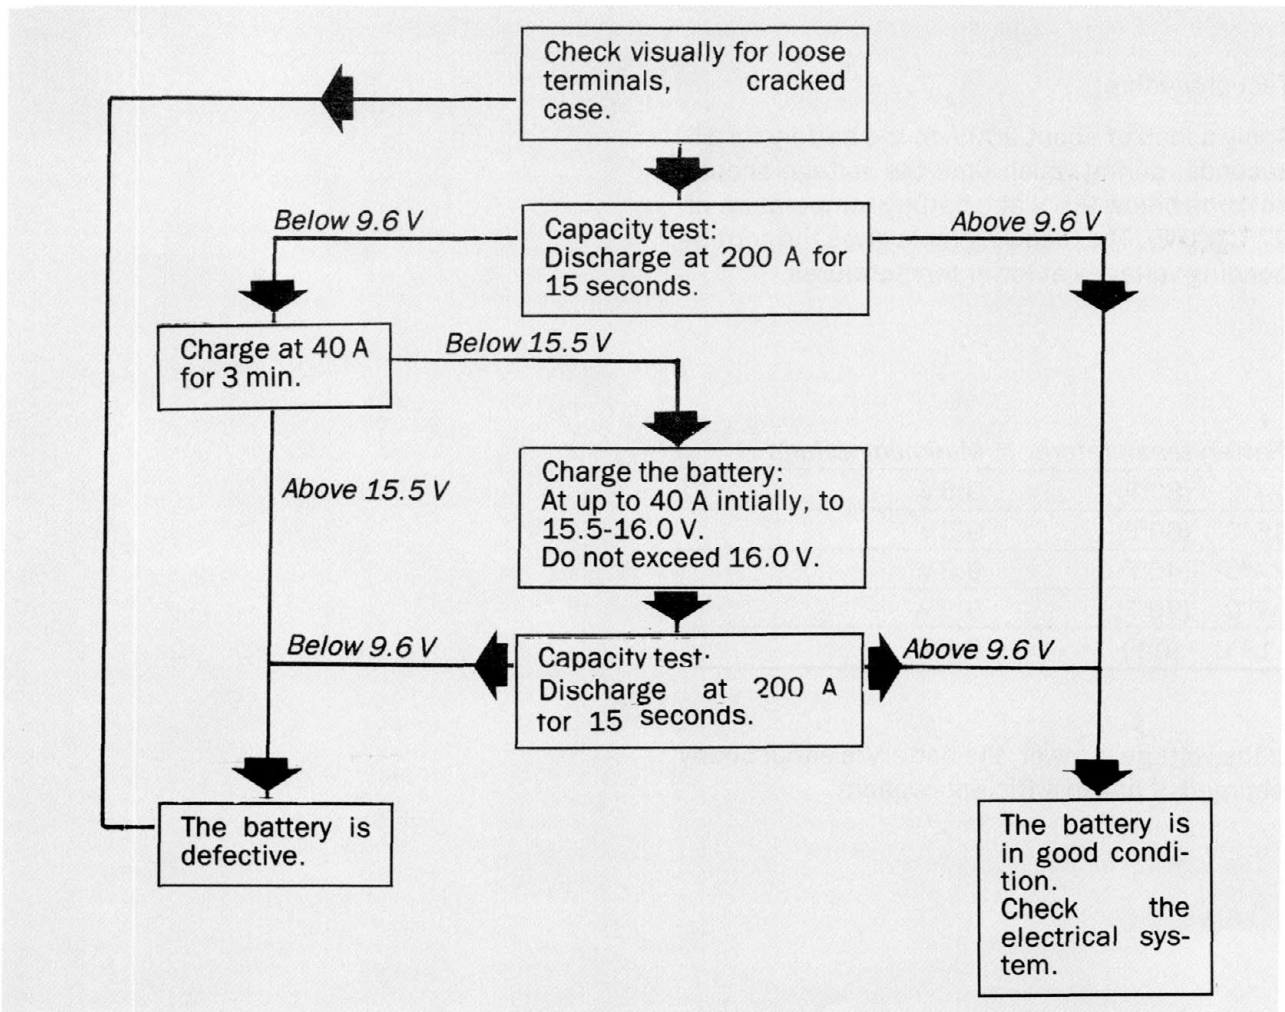 Check visually for loose
terminals, cracked
case.
Below 9.6 V
Capacity test:
Discharge at 200 A for
15 seconds.
Above 9.6 V
Charge at 40 A
for 3 min.
Below 15.5 V
Above 15.5 V
Charge the battery:
At up to 40 A intially, to
15.5-16.0 V.
Do not exceed 16.0 V.
Below 9.6 V
Capacity test:
Discharge at 200 A
for 15 seconds.
Above 9.6 V
The battery is
defective.
The battery is
in good condi-
tion.
Check the
electrical sys-
tem.